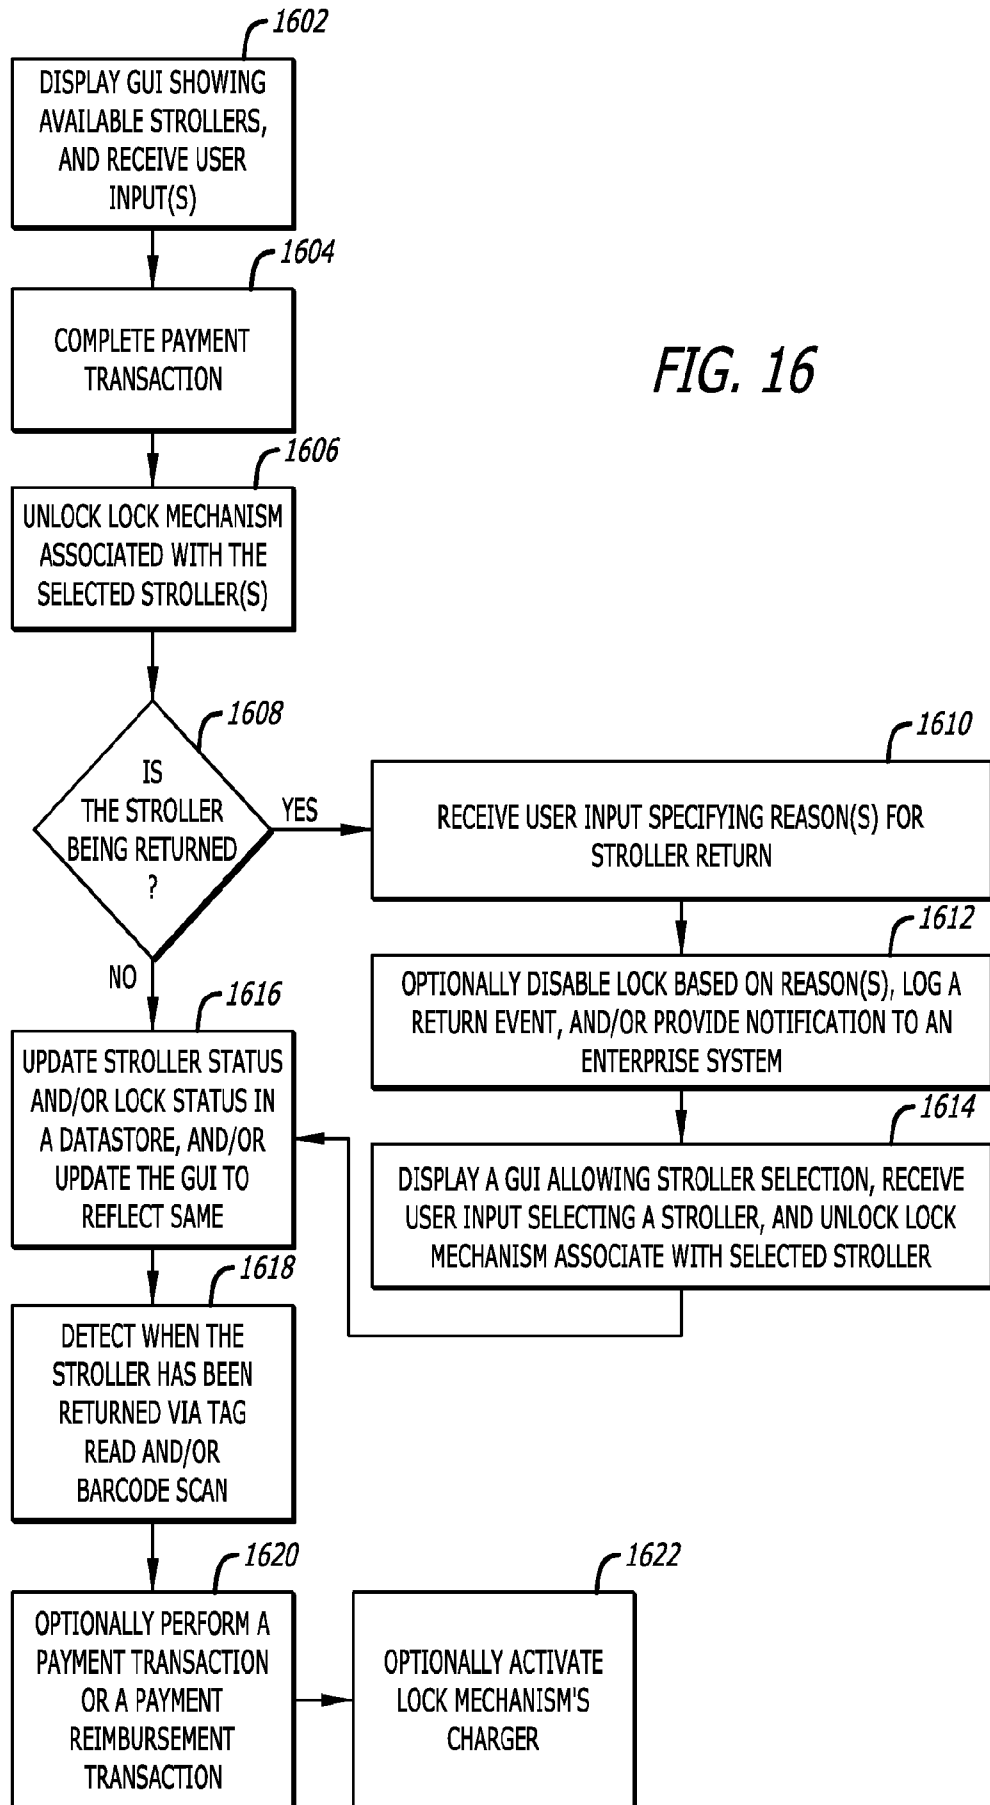 1602
DISPLAY GUI SHOWING
AVAILABLE STROLLERS,
AND RECEIVE USER
INPUT(S)
1604
COMPLETE PAYMENT
TRANSACTION
FIG. 16
1606
UNLOCK LOCK MECHANISM
ASSOCIATED WITH THE
SELECTED STROLLER(S)
1608
IS
THE STROLLER
BEING RETURNED
?
YES
NO
1610
RECEIVE USER INPUT SPECIFYING REASON(S) FOR
STROLLER RETURN
1612
OPTIONALLY DISABLE LOCK BASED ON REASON(S), LOG A
RETURN EVENT, AND/OR PROVIDE NOTIFICATION TO AN
ENTERPRISE SYSTEM
1614
DISPLAY A GUI ALLOWING STROLLER SELECTION, RECEIVE
USER INPUT SELECTING A STROLLER, AND UNLOCK LOCK
MECHANISM ASSOCIATE WITH SELECTED STROLLER
1616
UPDATE STROLLER STATUS
AND/OR LOCK STATUS IN
A DATASTORE, AND/OR
UPDATE THE GUI TO
REFLECT SAME
1618
DETECT WHEN THE
STROLLER HAS BEEN
RETURNED VIA TAG
READ AND/OR
BARCODE SCAN
1620
OPTIONALLY PERFORM A
PAYMENT TRANSACTION
OR A PAYMENT
REIMBURSEMENT
TRANSACTION
1622
OPTIONALLY ACTIVATE
LOCK MECHANISM'S
CHARGER